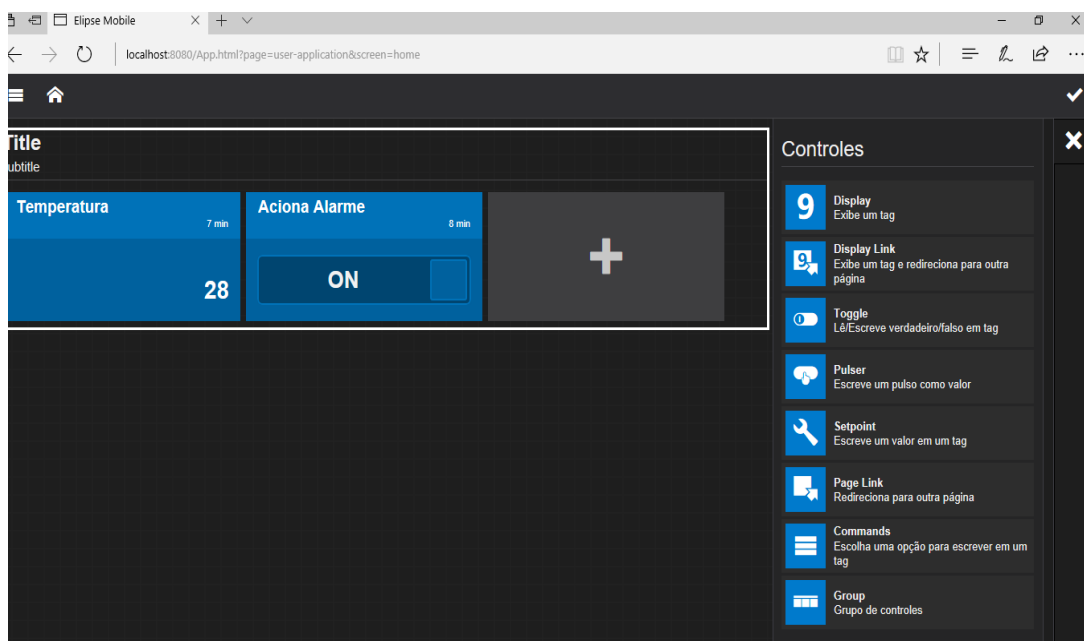 Elipse Mobile
localhost:8080/App.html?page=user-application&screen=home
Title
ubtitle
Temperatura
7 min
28
Aciona Alarme
8 min
ON
Controles
9
Display
Exibe um tag
9
Display Link
Exibe um tag e redireciona para outra
página
Toggle
Lê/Escreve verdadeiro/falso em tag
Pulser
Escreve um pulso como valor
Setpoint
Escreve um valor em um tag
Page Link
Redireciona para outra página
Commands
Escolha uma opção para escrever em um
tag
Group
Grupo de controles